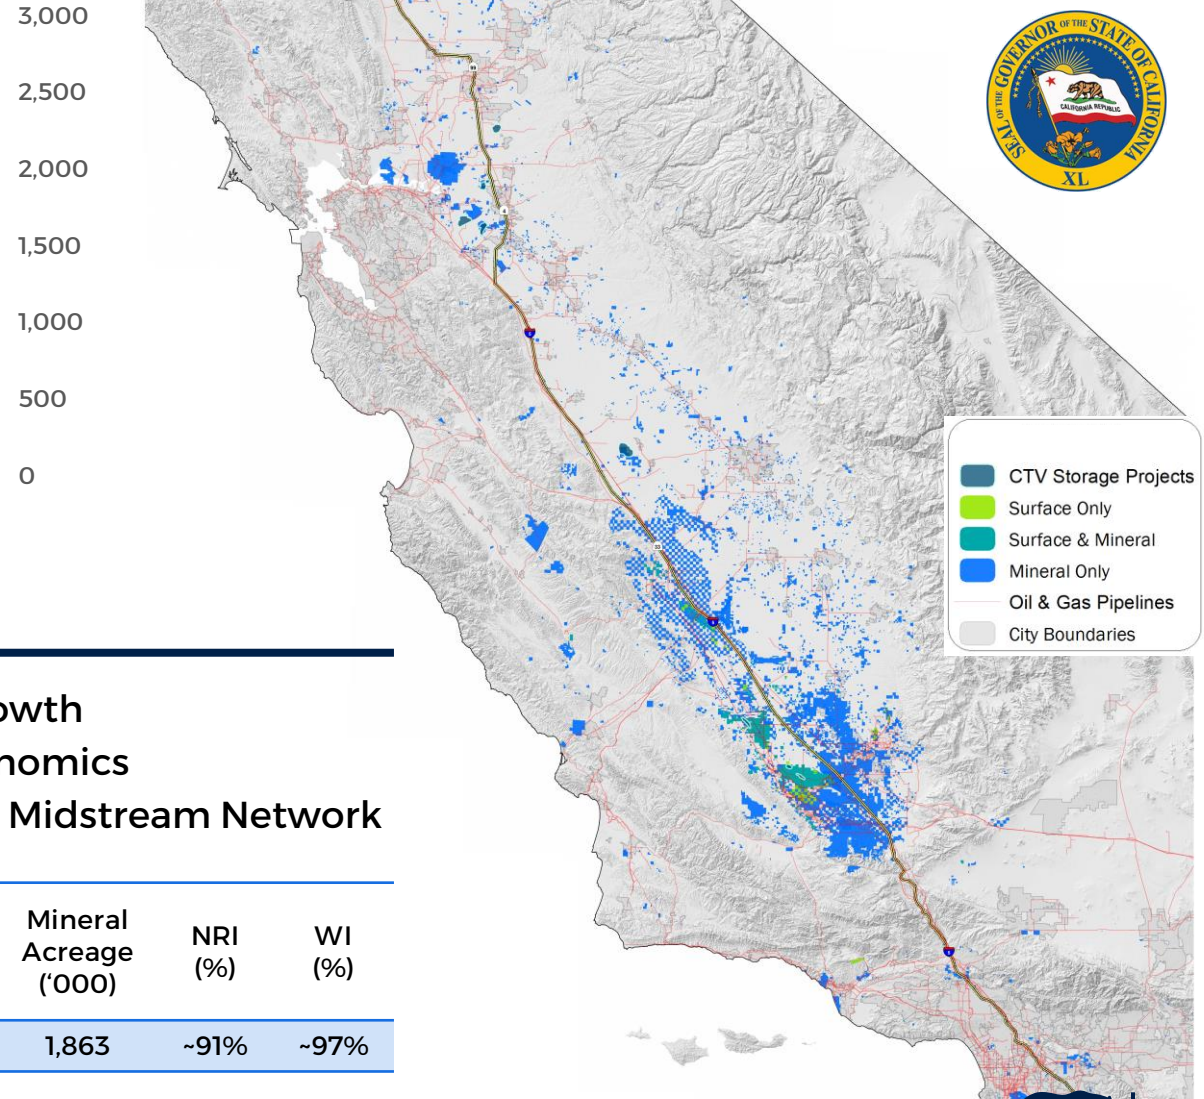 3,000
2,500
2,000
1,500
1,000
500
0
SEAL OF THE GOVERNOR OF THE STATE OF CALIFORNIA
CALIFORNIA REPUBLIC
XL
CTV Storage Projects
Surface Only
Surface & Mineral
Mineral Only
Oil & Gas Pipelines
City Boundaries
owth
nomics
Midstream Network
Mineral
Acreage
(‘000)
NRI
(%)
WI
(%)
1,863
~91%
~97%